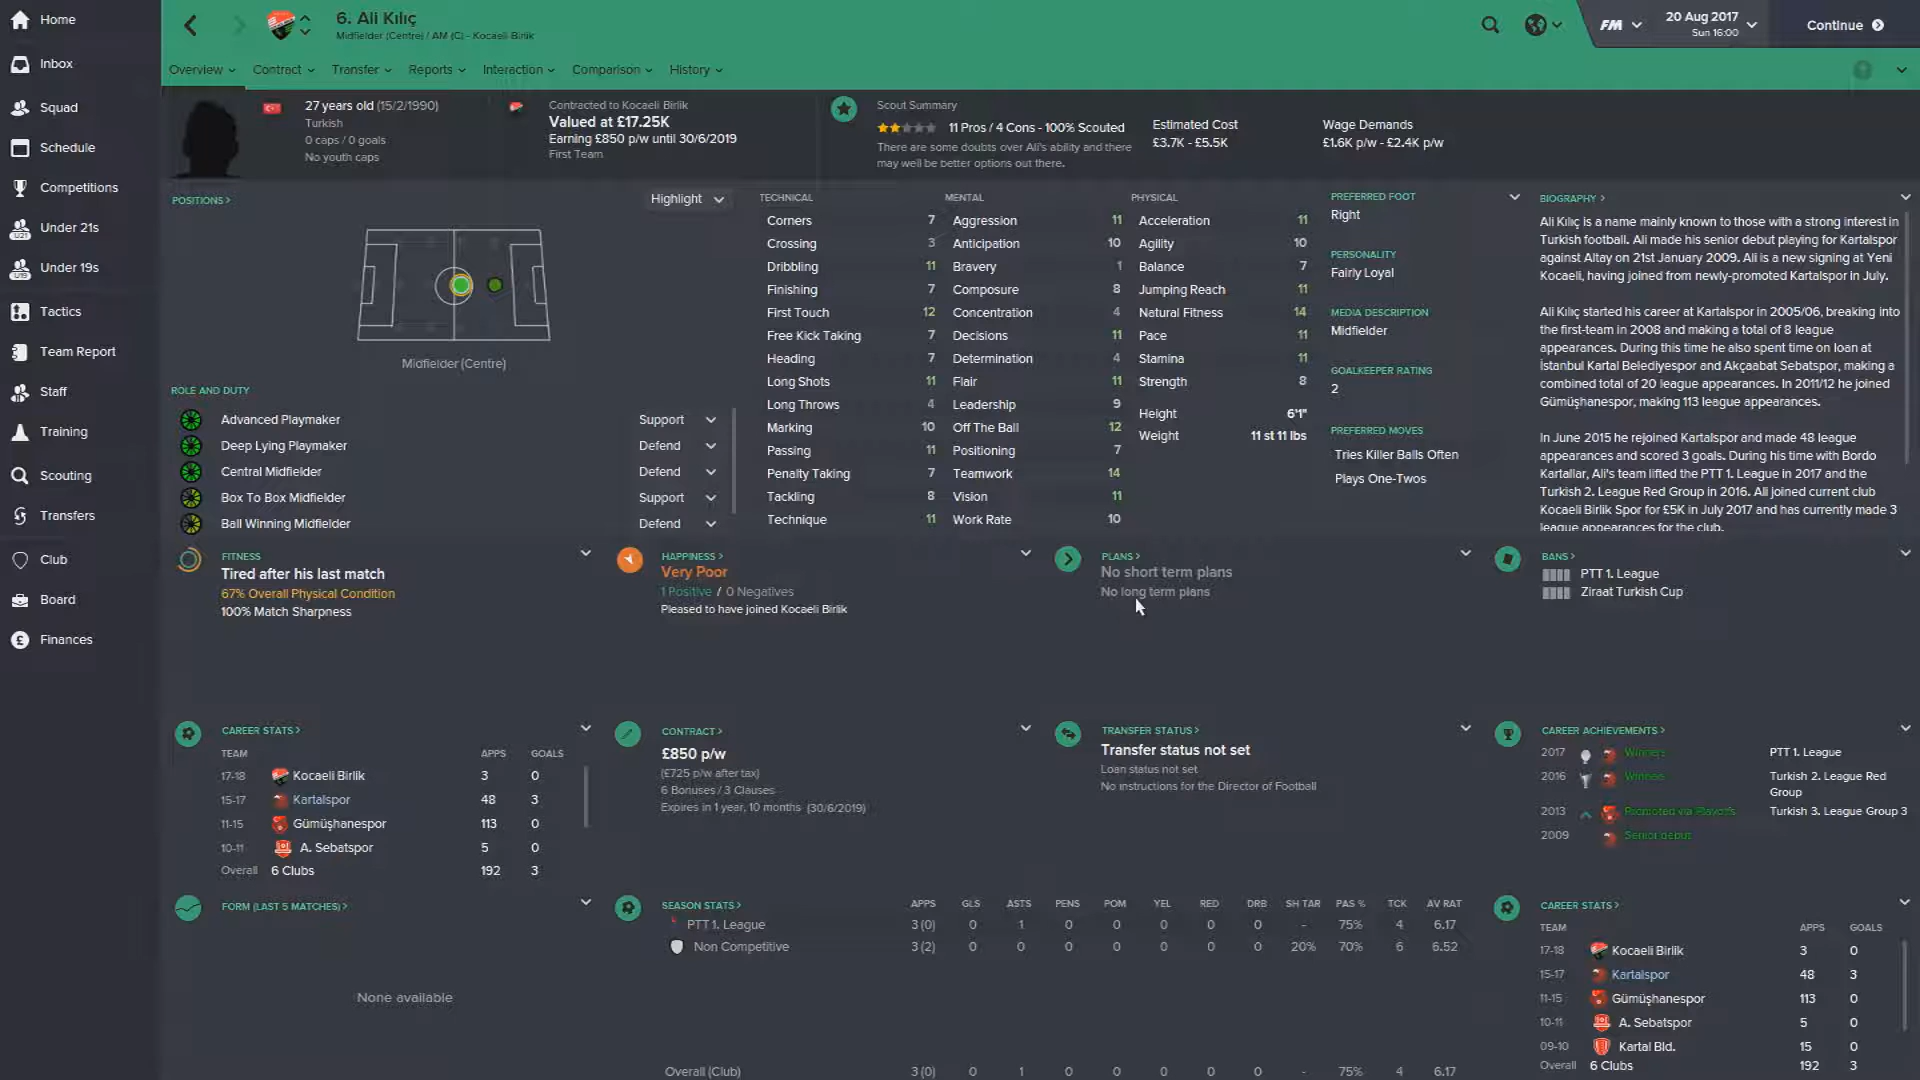 Home
Inbox
Squad
Schedule
Competitions
Under 21s
Under 19s
Tactics
Team Report
Staff
Training
Scouting
Transfers
Club
Board
Finances
6. Ali Kılıç
Midfielder (Centre) / AM (C) - Kocaeli Birlik
FM
20 Aug 2017
Sun 16:00
Continue
Overview Contract Transfer Reports Interaction Comparison History
27 years old (15/2/1990)
Turkish
0 caps / 0 goals
No youth caps
Contracted to Kocaeli Birlik
Valued at £17.25K
Earning £850 p/w until 30/6/2019
First Team
Scout Summary
11 Pros / 4 Cons - 100% Scouted
There are some doubts over Ali's ability and there
may well be better options out there.
Estimated Cost
£3.7K - £5.5K
Wage Demands
£1.6K p/w - £2.4K p/w
POSITIONS >
Highlight
Midfielder (Centre)
ROLE AND DUTY
Advanced Playmaker Support
Deep Lying Playmaker Defend
Central Midfielder Defend
Box To Box Midfielder Support
Ball Winning Midfielder Defend
TECHNICAL
Corners 7
Crossing 3
Dribbling 11
Finishing 7
First Touch 12
Free Kick Taking 7
Heading 7
Long Shots 11
Long Throws 4
Marking 10
Passing 11
Penalty Taking 7
Tackling 8
Technique 11
MENTAL
Aggression 11
Anticipation 10
Bravery 1
Composure 8
Concentration 4
Decisions 11
Determination 4
Flair 11
Leadership 9
Off The Ball 12
Positioning 7
Teamwork 14
Vision 11
Work Rate 10
PHYSICAL
Acceleration 11
Agility 10
Balance 7
Jumping Reach 11
Natural Fitness 14
Pace 11
Stamina 11
Strength 8
Height 6'1"
Weight 11 st 11 lbs
PREFERRED FOOT
Right
PERSONALITY
Fairly Loyal
MEDIA DESCRIPTION
Midfielder
GOALKEEPER RATING
2
PREFERRED MOVES
Tries Killer Balls Often
Plays One-Twos
BIOGRAPHY >
Ali Kılıç is a name mainly known to those with a strong interest in
Turkish football. Ali made his senior debut playing for Kartalspor
against Altay on 21st January 2009. Ali is a new signing at Yeni
Kocaeli, having joined from newly-promoted Kartalspor in July.
Ali Kılıç started his career at Kartalspor in 2005/06, breaking into
the first-team in 2008 and making a total of 8 league
appearances. During this time he also spent time on loan at
İstanbul Kartal Belediyespor and Akçaabat Sebatspor, making a
combined total of 20 league appearances. In 2011/12 he joined
Gümüşhanespor, making 113 league appearances.
In June 2015 he rejoined Kartalspor and made 48 league
appearances and scored 3 goals. During his time with Bordo
Kartallar, Ali's team lifted the PTT 1. League in 2017 and the
Turkish 2. League Red Group in 2016. Ali joined current club
Kocaeli Birlik Spor for £5K in July 2017 and has currently made 3
league appearances for the club.
FITNESS
Tired after his last match
67% Overall Physical Condition
100% Match Sharpness
HAPPINESS >
Very Poor
1 Positive / 0 Negatives
Pleased to have joined Kocaeli Birlik
PLANS >
No short term plans
No long term plans
BANS >
PTT 1. League
Ziraat Turkish Cup
CAREER STATS >
TEAM APPS GOALS
17-18 Kocaeli Birlik 3 0
15-17 Kartalspor 48 3
11-15 Gümüşhanespor 113 0
10-11 A. Sebatspor 5 0
Overall 6 Clubs 192 3
CONTRACT >
£850 p/w
(£725 p/w after tax)
6 Bonuses / 3 Clauses
Expires in 1 year, 10 months (30/6/2019)
TRANSFER STATUS >
Transfer status not set
Loan status not set
No instructions for the Director of Football
CAREER ACHIEVEMENTS >
2017 Winners PTT 1. League
2016 Winners Turkish 2. League Red
Group
2013 Promoted via Playoffs Turkish 3. League Group 3
2009 Senior debut
FORM (LAST 5 MATCHES) >
None available
SEASON STATS > APPS GLS ASTS PENS POM YEL RED DRB SH TAR PAS % TCK AV RAT
PTT 1. League 3 (0) 0 1 0 0 0 0 0 - 75% 4 6.17
Non Competitive 3 (2) 0 0 0 0 0 0 0 20% 70% 6 6.52
Overall (Club) 3 (0) 0 1 0 0 0 0 0 - 75% 4 6.17
CAREER STATS >
TEAM APPS GOALS
17-18 Kocaeli Birlik 3 0
15-17 Kartalspor 48 3
11-15 Gümüşhanespor 113 0
10-11 A. Sebatspor 5 0
09-10 Kartal Bld. 15 0
Overall 6 Clubs 192 3